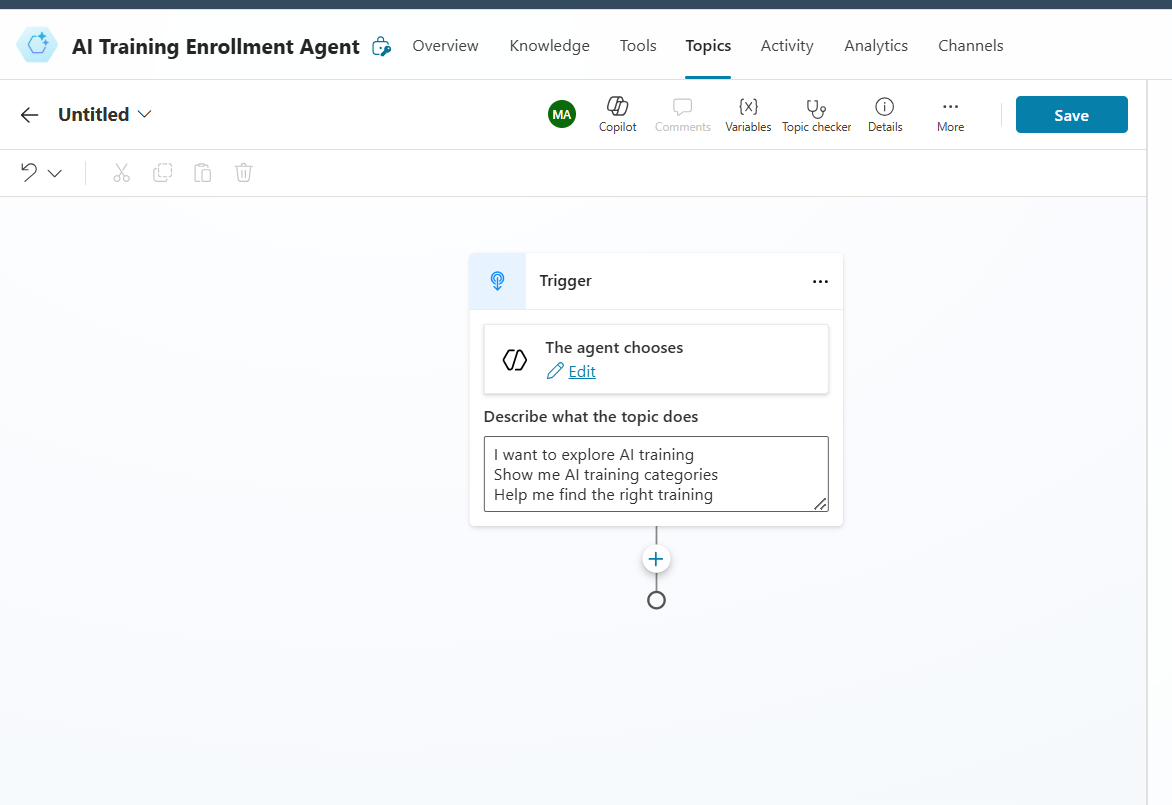 AI Training Enrollment Agent Overview Knowledge Tools Topics Activity Analytics Channels
Untitled MA Copilot Comments Variables Topic checker Details More Save
Trigger
The agent chooses
Edit
Describe what the topic does
I want to explore AI training
Show me AI training categories
Help me find the right training